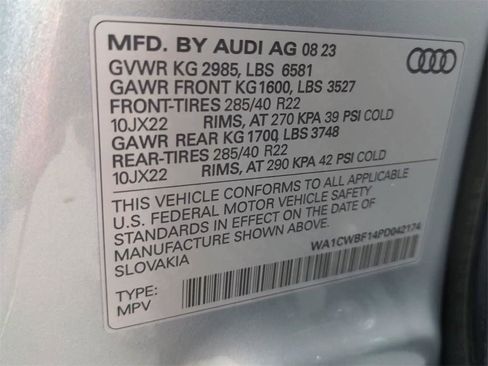 MFD. BY AUDI AG 08 23
GVWR KG 2985, LBS 6581
GAWR FRONT KG1600, LBS 3527
FRONT-TIRES 285/40 R22
10JX22 RIMS, AT 270 KPA 39 PSI COLD
GAWR REAR KG1700, LBS 3748
REAR-TIRES 285/40 R22
10JX22 RIMS, AT 290 KPA 42 PSI COLD
THIS VEHICLE CONFORMS TO ALL APPLICABLE
U.S. FEDERAL MOTOR VEHICLE SAFETY
STANDARDS IN EFFECT ON THE DATE OF
MANUFACTURE SHOWN ABOVE.
SLOVAKIA
WA1CWBF14PD042174
TYPE:
MPV